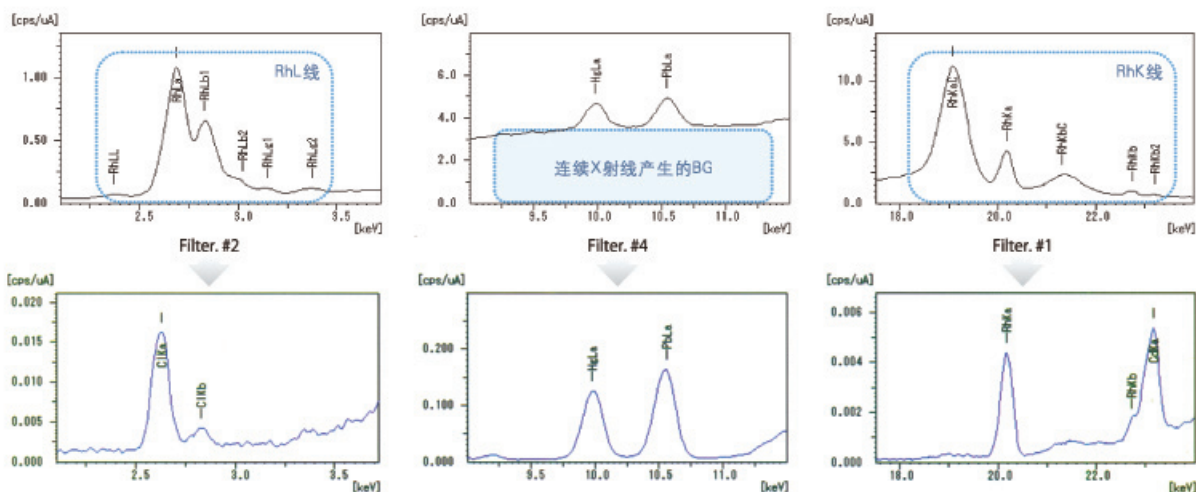 [cps/uA]
1.00
0.50
0.00
RhL线
RhLL
RhLa
RhLb1
RhLb2
RhLg1
RhLg2
2.5
3.0
3.5
[keV]
Filter. #2
[cps/uA]
6.0
4.0
2.0
0.0
HgLa
PbLa
连续X射线产生的BG
9.5
10.0
10.5
11.0
[keV]
Filter. #4
[cps/uA]
10.0
5.0
0.0
RhK线
RhKaC
RhKa
RhKbC
RhKb
RhKb2
18.0
20.0
22.0
[keV]
Filter. #1
[cps/uA]
0.020
0.015
0.010
0.005
0.000
ClKa
ClKb
2.5
3.0
3.5
[keV]
[cps/uA]
0.200
0.100
0.000
HgLa
PbLa
9.5
10.0
10.5
11.0
[keV]
[cps/uA]
0.006
0.004
0.002
0.000
RhKa
RhKb
CdKa
18.0
20.0
22.0
[keV]